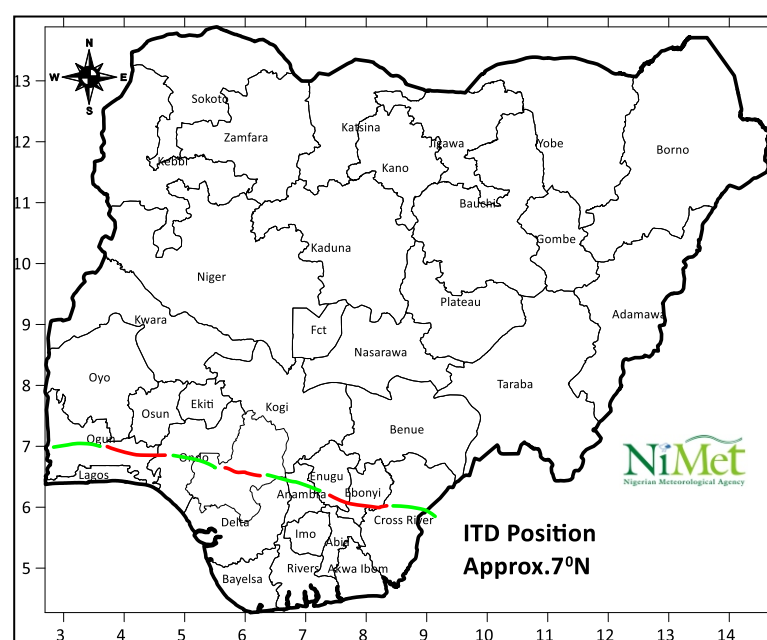 N
W E
S
13
12
11
10
9
8
7
6
5
3 4 5 6 7 8 9 10 11 12 13 14
Sokoto
Zamfara
Kebbi
Katsina
Kano
Jigawa
Yobe
Borno
Bauchi
Gombe
Kaduna
Niger
Plateau
Adamawa
Kwara
Fct
Nasarawa
Taraba
Oyo
Osun
Ekiti
Kogi
Benue
Ogun
Ondo
Lagos
Enugu
Anambra
Ebonyi
Cross River
Delta
Imo
Abia
Bayelsa
Rivers
Akwa Ibom
NiMet
Nigerian Meteorological Agency
ITD Position
Approx.7⁰N